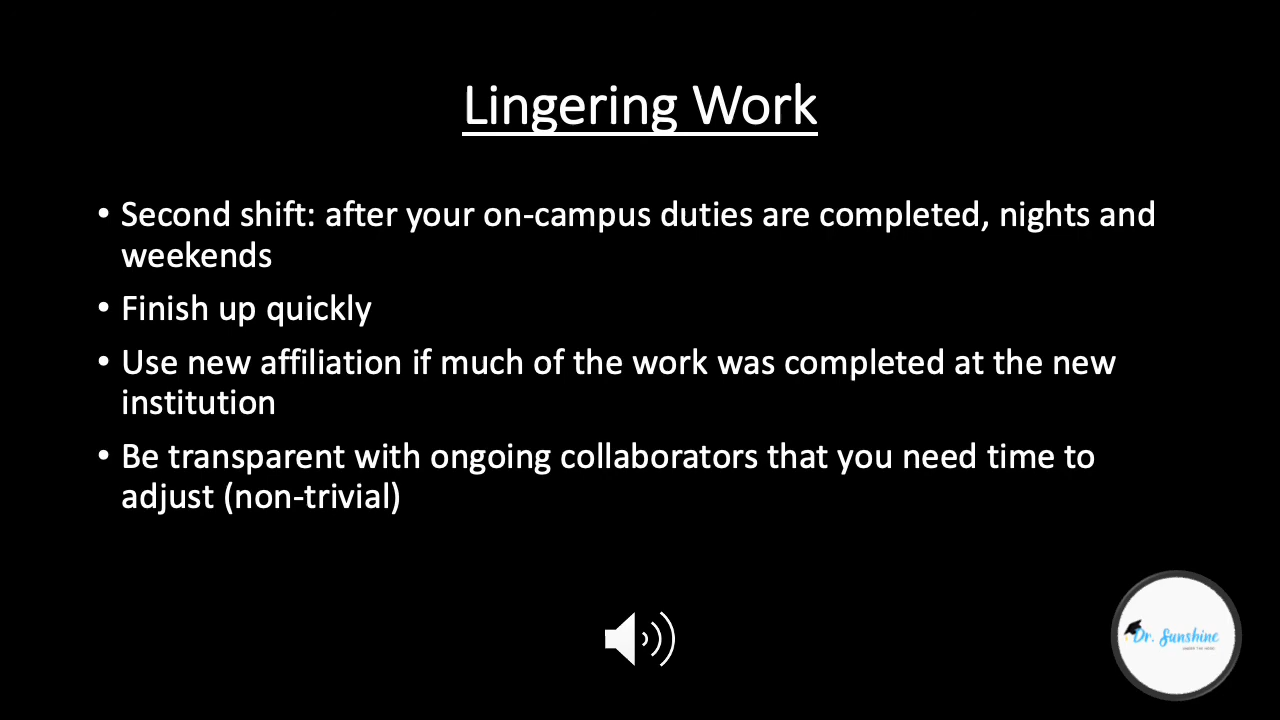 Lingering Work
• Second shift: after your on-campus duties are completed, nights and
weekends
• Finish up quickly
• Use new affiliation if much of the work was completed at the new
institution
• Be transparent with ongoing collaborators that you need time to
adjust (non-trivial)
Dr. Sunshine